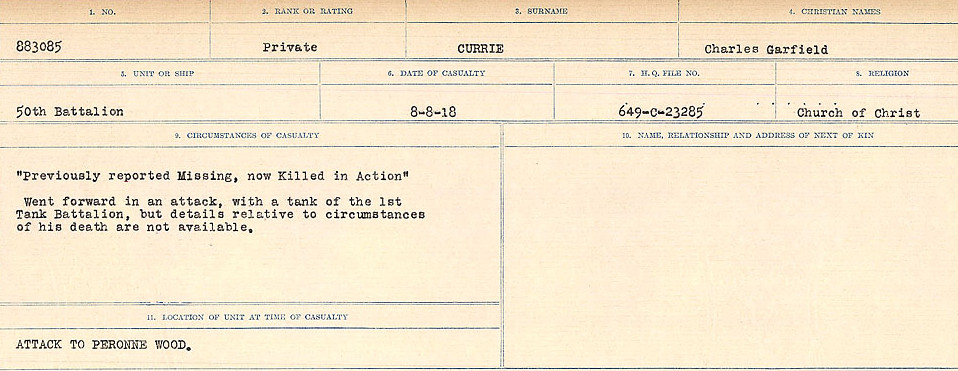 1. NO. 2. RANK OR RATING 3. SURNAME 4. CHRISTIAN NAMES
883085 Private CURRIE Charles Garfield
5. UNIT OR SHIP 6. DATE OF CASUALTY 7. H.Q. FILE NO. 8. RELIGION
50th Battalion 8-8-18 649-C-23285 Church of Christ
9. CIRCUMSTANCES OF CASUALTY
"Previously reported Missing, now Killed in Action"
Went forward in an attack, with a tank of the 1st
Tank Battalion, but details relative to circumstances
of his death are not available.
11. LOCATION OF UNIT AT TIME OF CASUALTY
ATTACK TO PERONNE WOOD.
10. NAME, RELATIONSHIP AND ADDRESS OF NEXT OF KIN